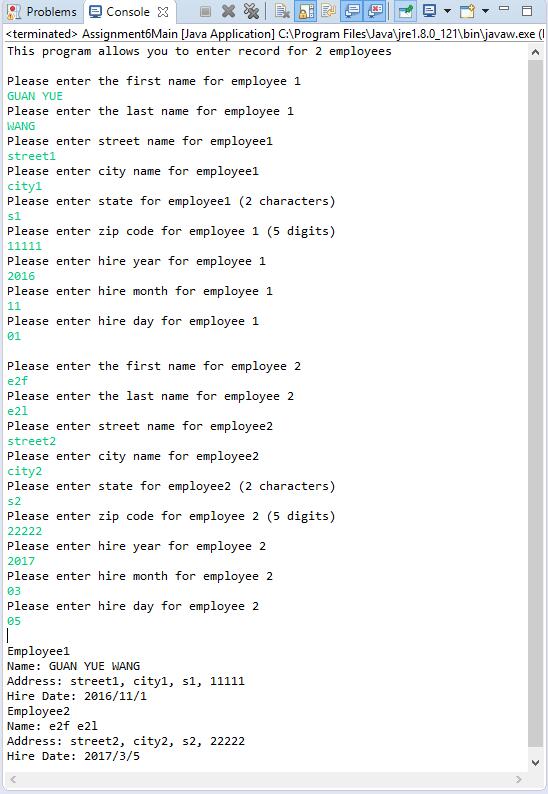 Problems Console
<terminated> Assignment6Main [Java Application] C:\Program Files\Java\jre1.8.0_121\bin\javaw.exe (
This program allows you to enter record for 2 employees
Please enter the first name for employee 1
GUAN YUE
Please enter the last name for employee 1
WANG
Please enter street name for employee1
street1
Please enter city name for employee1
city1
Please enter state for employee1 (2 characters)
s1
Please enter zip code for employee 1 (5 digits)
11111
Please enter hire year for employee 1
2016
Please enter hire month for employee 1
11
Please enter hire day for employee 1
01
Please enter the first name for employee 2
e2f
Please enter the last name for employee 2
e2l
Please enter street name for employee2
street2
Please enter city name for employee2
city2
Please enter state for employee2 (2 characters)
s2
Please enter zip code for employee 2 (5 digits)
22222
Please enter hire year for employee 2
2017
Please enter hire month for employee 2
03
Please enter hire day for employee 2
05
Employee1
Name: GUAN YUE WANG
Address: street1, city1, s1, 11111
Hire Date: 2016/11/1
Employee2
Name: e2f e2l
Address: street2, city2, s2, 22222
Hire Date: 2017/3/5